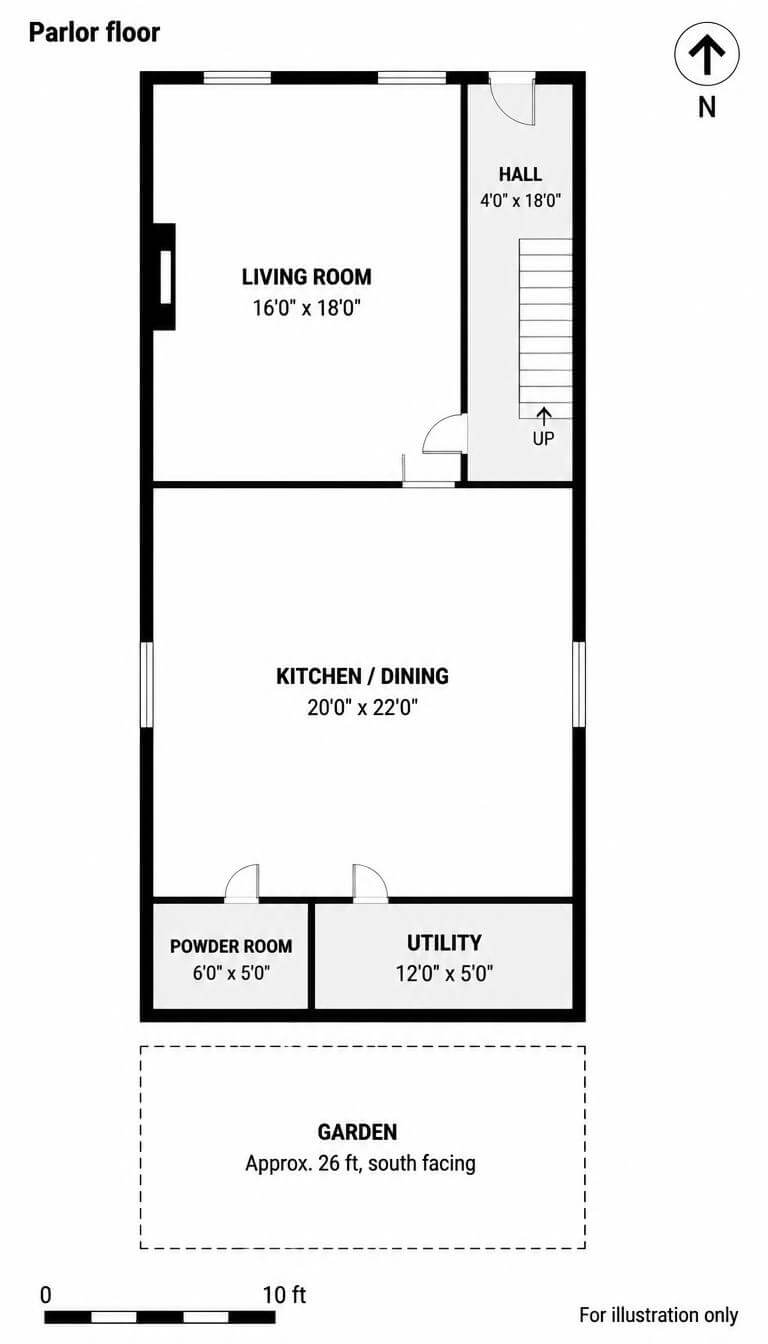 Parlor floor
N
HALL
4'0" x 18'0"
LIVING ROOM
16'0" x 18'0"
UP
KITCHEN / DINING
20'0" x 22'0"
POWDER ROOM
6'0" x 5'0"
UTILITY
12'0" x 5'0"
GARDEN
Approx. 26 ft, south facing
0 10 ft
For illustration only